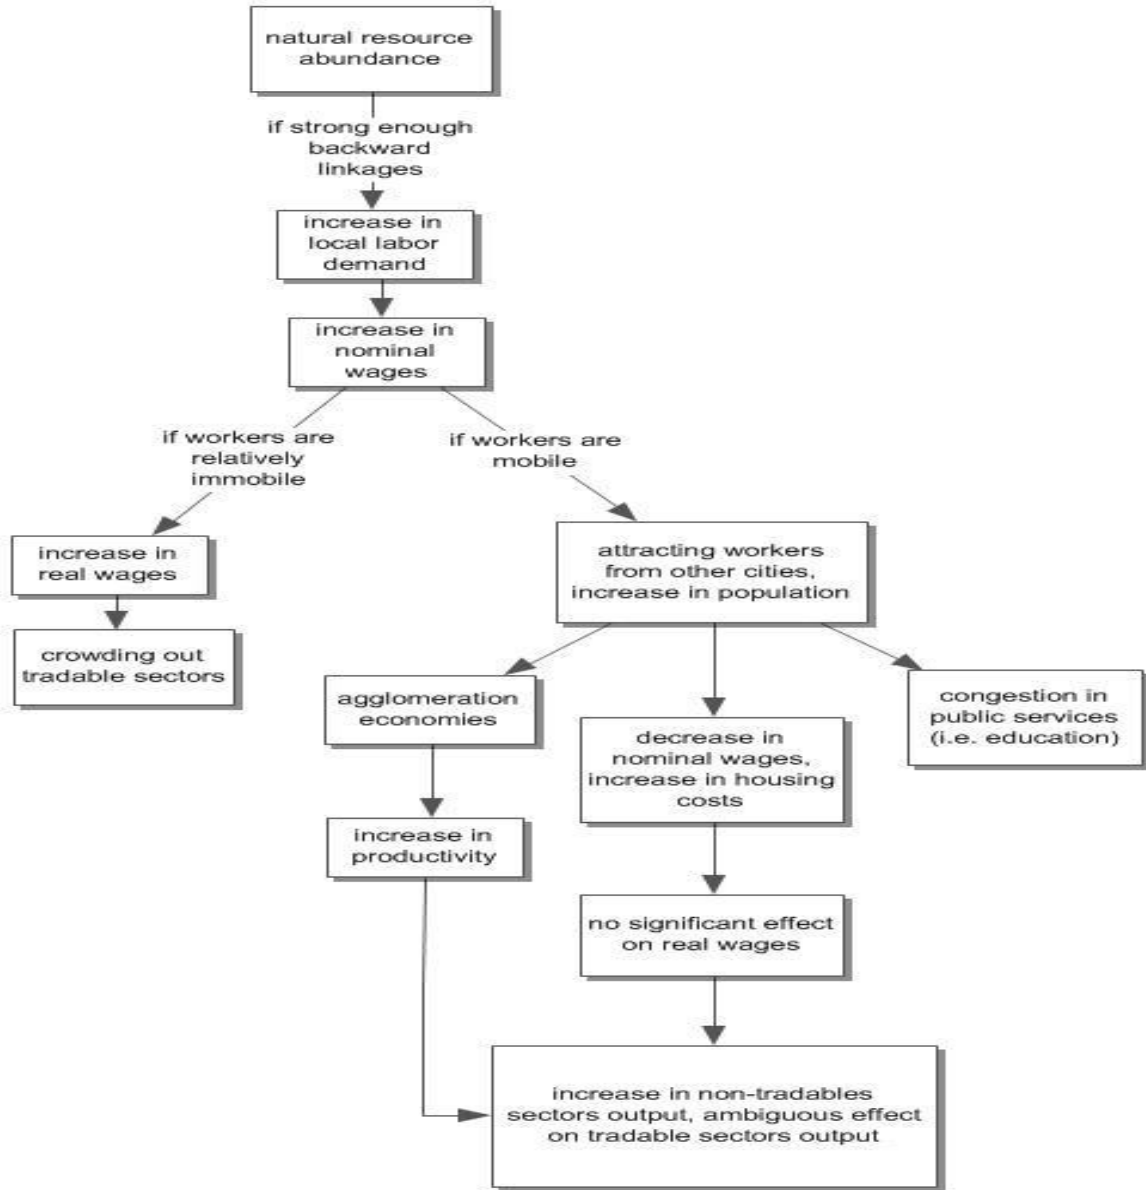 natural resource
abundance
if strong enough
backward
linkages
increase in
local labor
demand
increase in
nominal
wages
if workers are
relatively
immobile
if workers are
mobile
increase in
real wages
attracting workers
from other cities,
increase in population
crowding out
tradable sectors
agglomeration
economies
decrease in
nominal wages,
increase in housing
costs
congestion in
public services
(i.e. education)
increase in
productivity
no significant effect
on real wages
increase in non-tradables
sectors output, ambiguous effect
on tradable sectors output